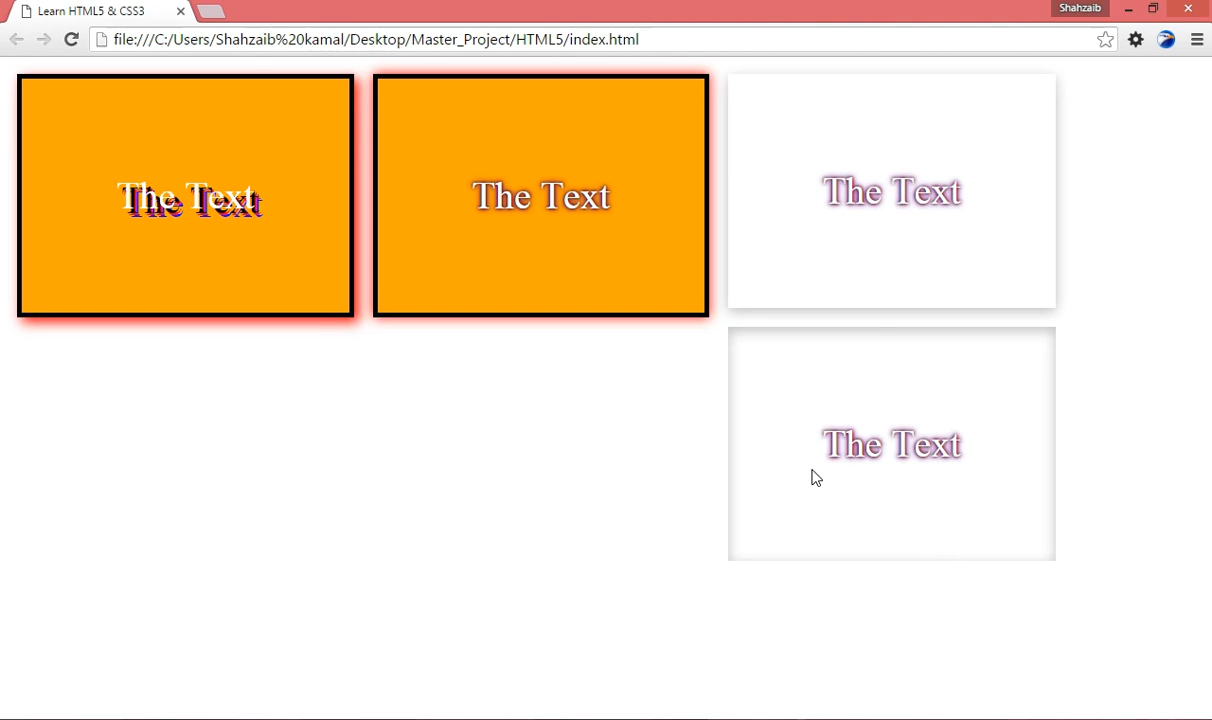 Learn HTML5 & CSS3
Shahzaib
file:///C:/Users/Shahzaib%20kamal/Desktop/Master_Project/HTML5/index.html
The Text
The Text
The Text
The Text